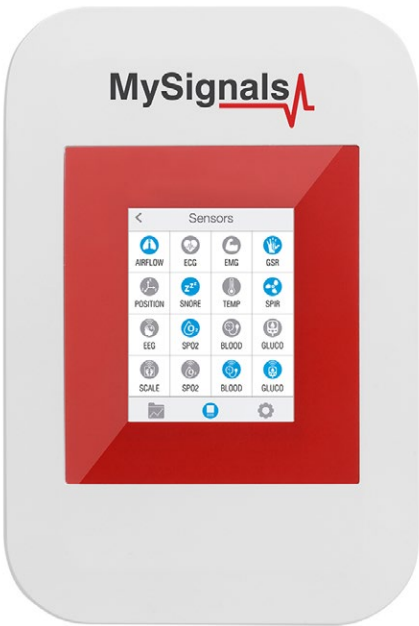 MySignals
Sensors
AIRFLOW ECG EMG GSR
POSITION SNORE TEMP SPIR
EEG SPO2 BLOOD GLUCO
SCALE SPO2 BLOOD GLUCO